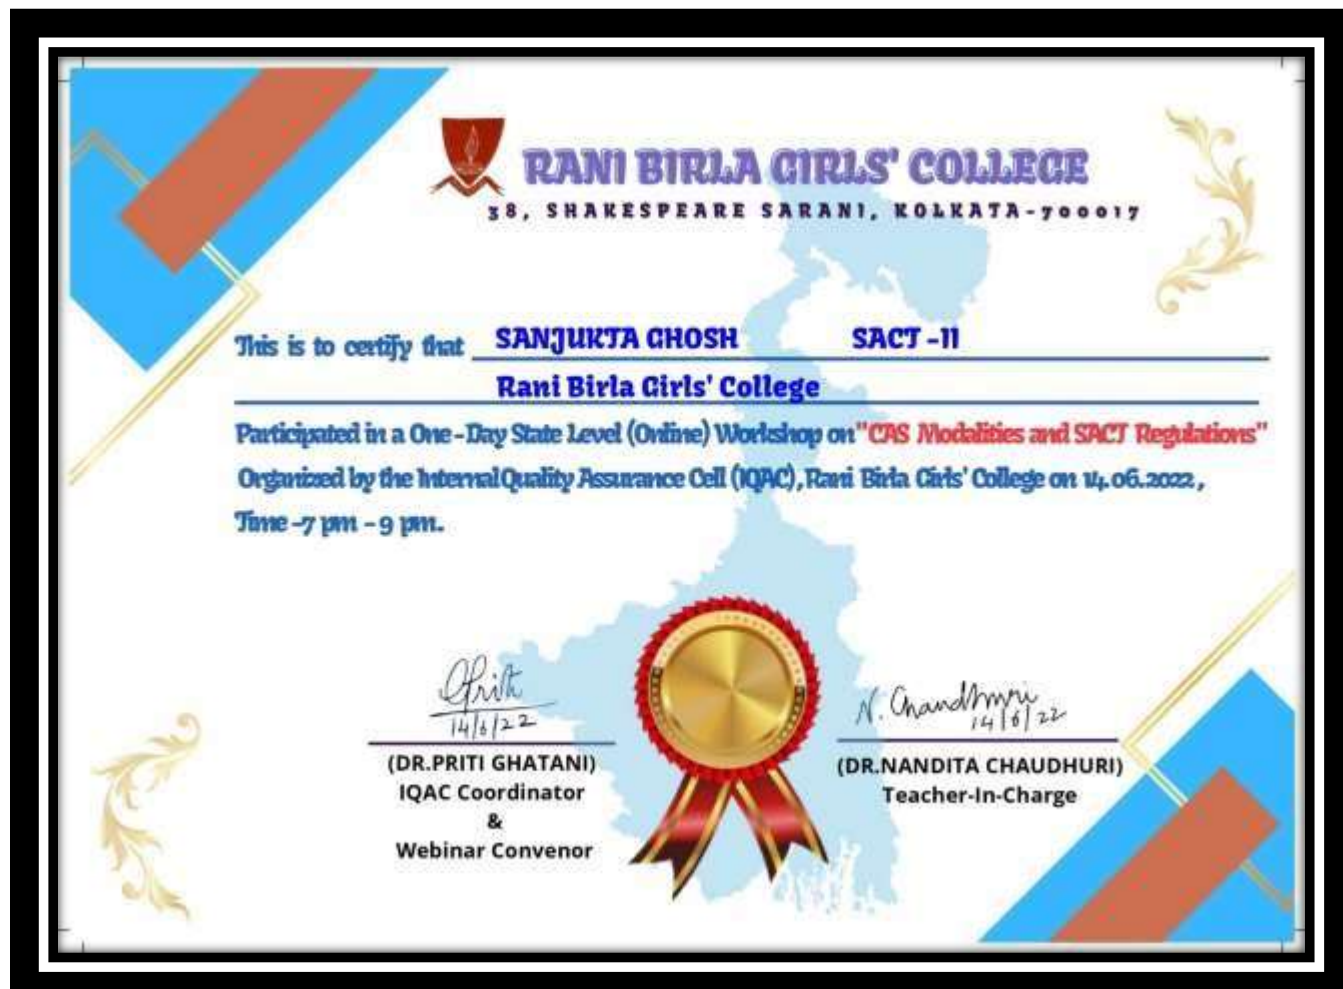 RANI BIRLA GIRLS' COLLEGE
38, SHAKESPEARE SARANI, KOLKATA-700017
This is to certify that SANJUKTA GHOSH SACT -II
Rani Birla Girls' College
Participated in a One-Day State Level (Online) Workshop on "CAS Modalities and SACT Regulations"
Organized by the Internal Quality Assurance Cell (IQAC), Rani Birla Girls' College on 14.06.2022,
Time -7 pm - 9 pm.
14/6/22
N. Chaudhuri
14/6/22
(DR.PRITI GHATANI)
IQAC Coordinator
&
Webinar Convenor
(DR.NANDITA CHAUDHURI)
Teacher-In-Charge